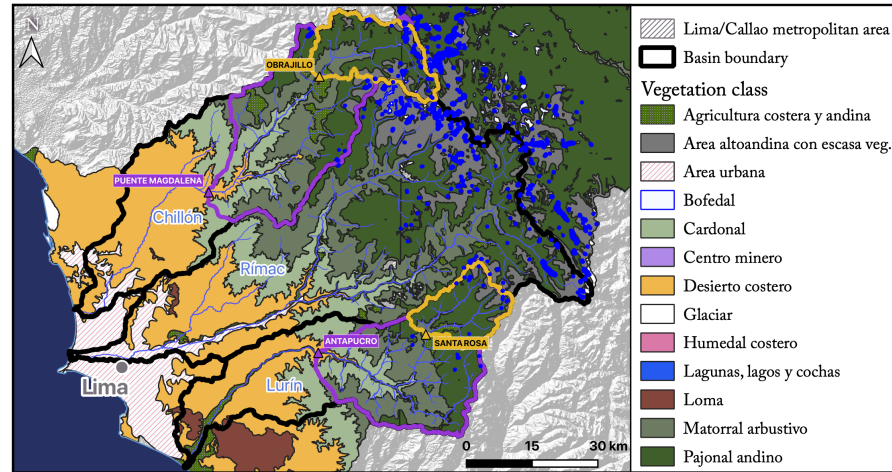 N
OBRAJILLO
PUENTE MAGDALENA
Chillón
Rímac
ANTAPUCRO
SANTA ROSA
Lima
Lurín
0 15 30 km
Lima/Callao metropolitan area
Basin boundary
Vegetation class
Agricultura costera y andina
Area altoandina con escasa veg.
Area urbana
Bofedal
Cardonal
Centro minero
Desierto costero
Glaciar
Humedal costero
Lagunas, lagos y cochas
Loma
Matorral arbustivo
Pajonal andino